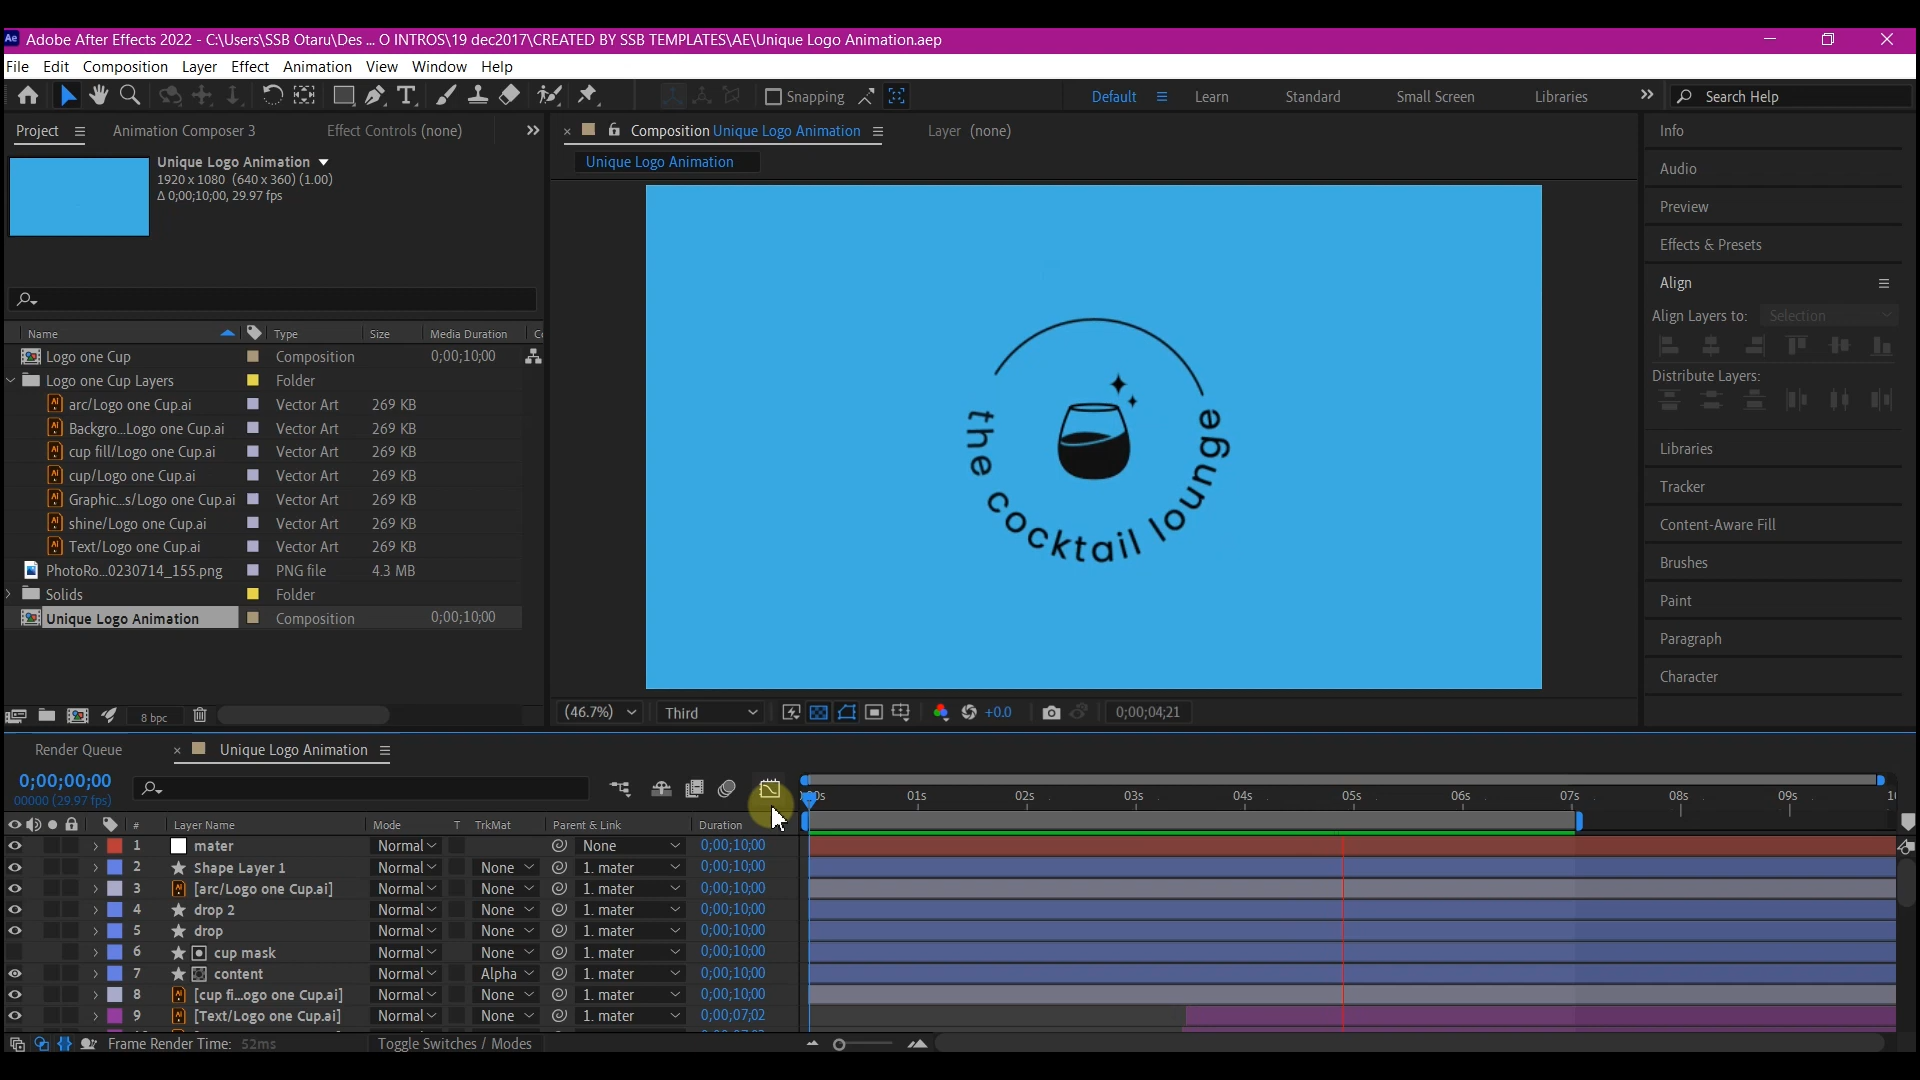 Ae Adobe After Effects 2022 - C:\Users\SSB Otaru\Des ... O INTROS\19 dec2017\CREATED BY SSB TEMPLATES\AE\Unique Logo Animation.aep
File Edit Composition Layer Effect Animation View Window Help
Snapping Default Learn Standard Small Screen Libraries Search Help
Project Animation Composer 3 Effect Controls (none)
Composition Unique Logo Animation Layer (none)
Unique Logo Animation
Unique Logo Animation
1920 x 1080 (640 x 360) (1.00)
Δ 0;00;10;00, 29.97 fps
Name Type Size Media Duration
Logo one Cup Composition 0;00;10;00
Logo one Cup Layers Folder
arc/Logo one Cup.ai Vector Art 269 KB
Backgro...Logo one Cup.ai Vector Art 269 KB
cup fill/Logo one Cup.ai Vector Art 269 KB
cup/Logo one Cup.ai Vector Art 269 KB
Graphic...s/Logo one Cup.ai Vector Art 269 KB
shine/Logo one Cup.ai Vector Art 269 KB
Text/Logo one Cup.ai Vector Art 269 KB
PhotoRo...0230714_155.png PNG file 4.3 MB
Solids Folder
Unique Logo Animation Composition 0;00;10;00
8 bpc
the cocktail lounge
(46.7%) Third +0.0 0;00;04;21
Info
Audio
Preview
Effects & Presets
Align
Align Layers to: Selection
Distribute Layers:
Libraries
Tracker
Content-Aware Fill
Brushes
Paint
Paragraph
Character
Render Queue Unique Logo Animation
0;00;00;00
00000 (29.97 fps)
01s 02s 03s 04s 05s 06s 07s 08s 09s
# Layer Name Mode T TrkMat Parent & Link Duration
1 mater Normal None 0;00;10;00
2 Shape Layer 1 Normal None 1. mater 0;00;10;00
3 [arc/Logo one Cup.ai] Normal None 1. mater 0;00;10;00
4 drop 2 Normal None 1. mater 0;00;10;00
5 drop Normal None 1. mater 0;00;10;00
6 cup mask Normal None 1. mater 0;00;10;00
7 content Normal Alpha 1. mater 0;00;10;00
8 [cup fi...ogo one Cup.ai] Normal None 1. mater 0;00;10;00
9 [Text/Logo one Cup.ai] Normal None 1. mater 0;00;07;02
Frame Render Time: 52ms Toggle Switches / Modes